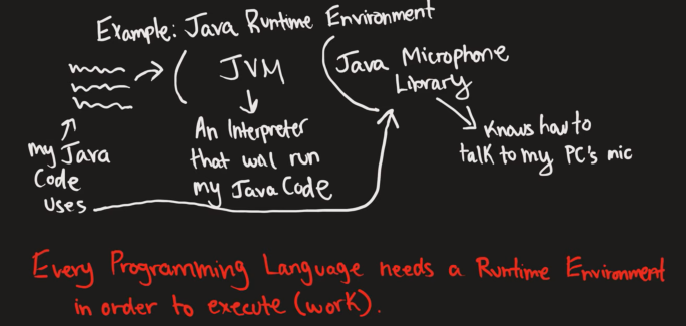 Example: Java Runtime Environment
JVM
Java Microphone
Library
An Interpreter
that will run
my Java Code
my Java
Code
uses
Knows how to
talk to my PC's mic
Every Programming Language needs a Runtime Environment
in order to execute (work).